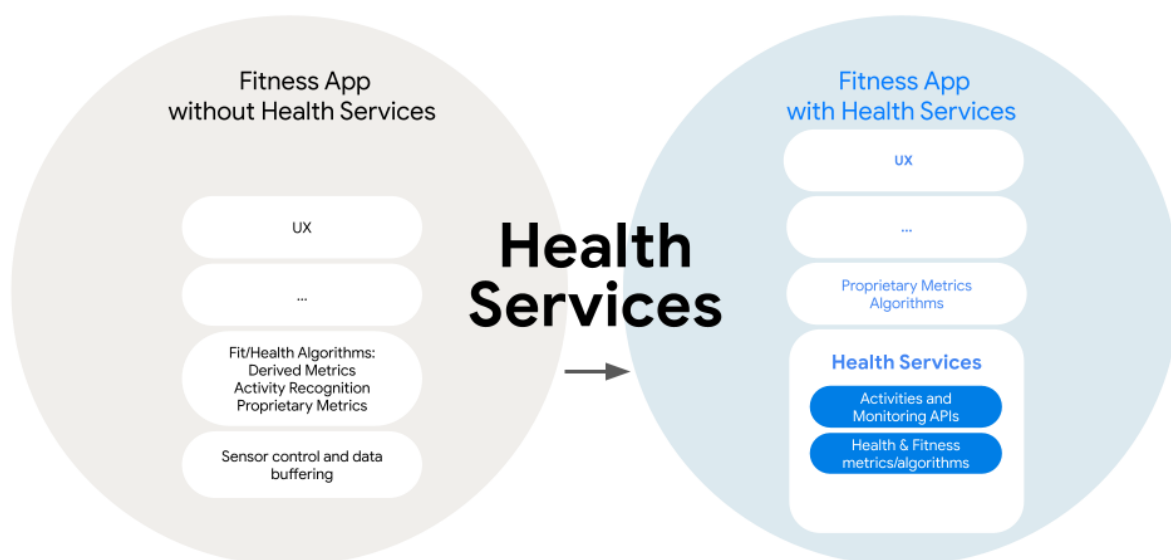 Fitness App
without Health Services
UX
...
Fit/Health Algorithms:
Derived Metrics
Activity Recognition
Proprietary Metrics
Sensor control and data
buffering
Health
Services
Fitness App
with Health Services
UX
...
Proprietary Metrics
Algorithms
Health Services
Activities and
Monitoring APIs
Health & Fitness
metrics/algorithms